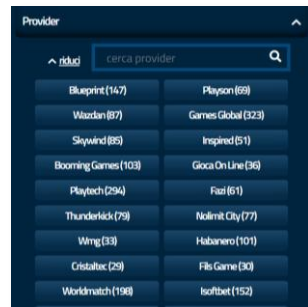 Provider
riduci cerca provider
Blueprint (147) Playson (69)
Wazdan (87) Games Global (323)
Skywind (85) Inspired (51)
Booming Games (103) Gioca On Line (36)
Playtech (294) Fazi (61)
Thunderkick (79) Nolimit City (77)
Wmg (33) Habanero (101)
Cristaltec (29) Fils Game (30)
Worldmatch (198) Isoftbet (152)